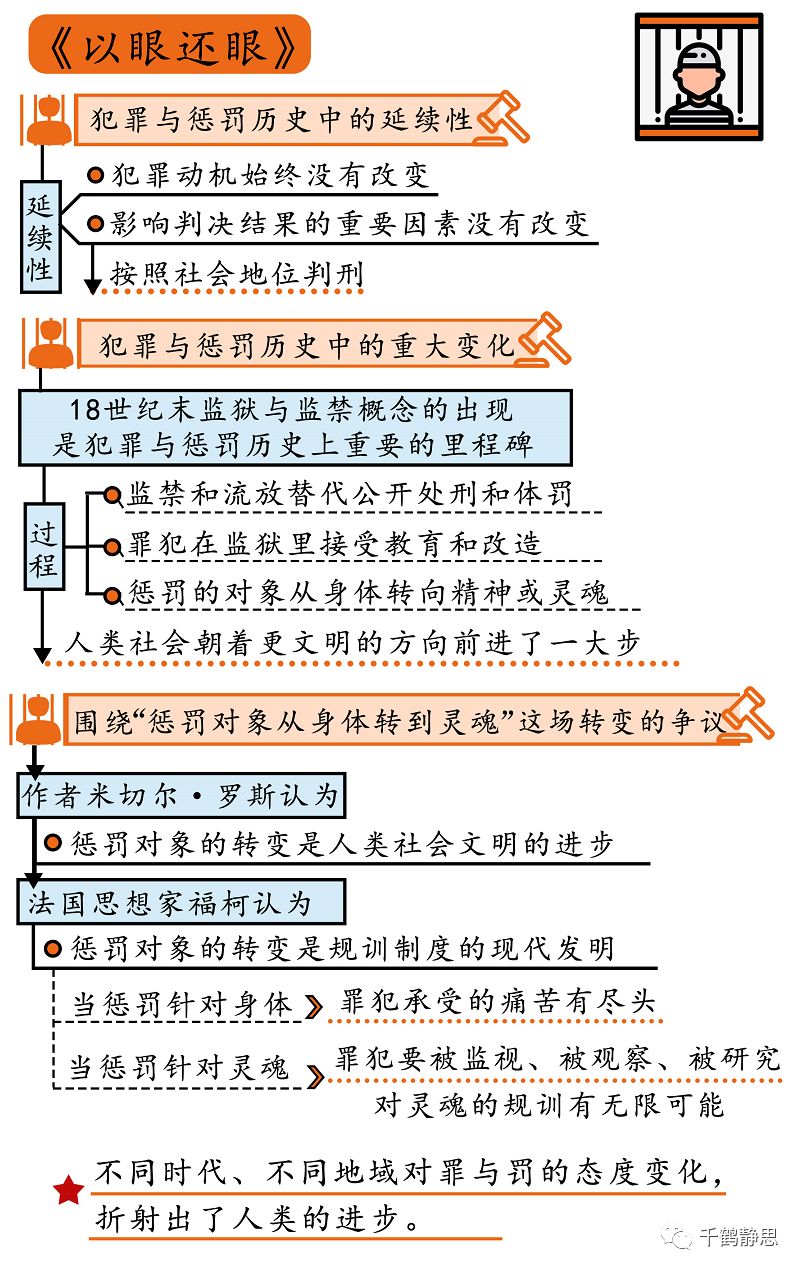 《以眼还眼》
犯罪与惩罚历史中的延续性
延续性
犯罪动机始终没有改变
影响判决结果的重要因素没有改变
按照社会地位判刑
犯罪与惩罚历史中的重大变化
18世纪末监狱与监禁概念的出现
是犯罪与惩罚历史上重要的里程碑
过程
监禁和流放替代公开处刑和体罚
罪犯在监狱里接受教育和改造
惩罚的对象从身体转向精神或灵魂
人类社会朝着更文明的方向前进了一大步
围绕“惩罚对象从身体转到灵魂”这场转变的争议
作者米切尔·罗斯认为
惩罚对象的转变是人类社会文明的进步
法国思想家福柯认为
惩罚对象的转变是规训制度的现代发明
当惩罚针对身体
罪犯承受的痛苦有尽头
当惩罚针对灵魂
罪犯要被监视、被观察、被研究
对灵魂的规训有无限可能
不同时代、不同地域对罪与罚的态度变化，
折射出了人类的进步。
千鹤静思